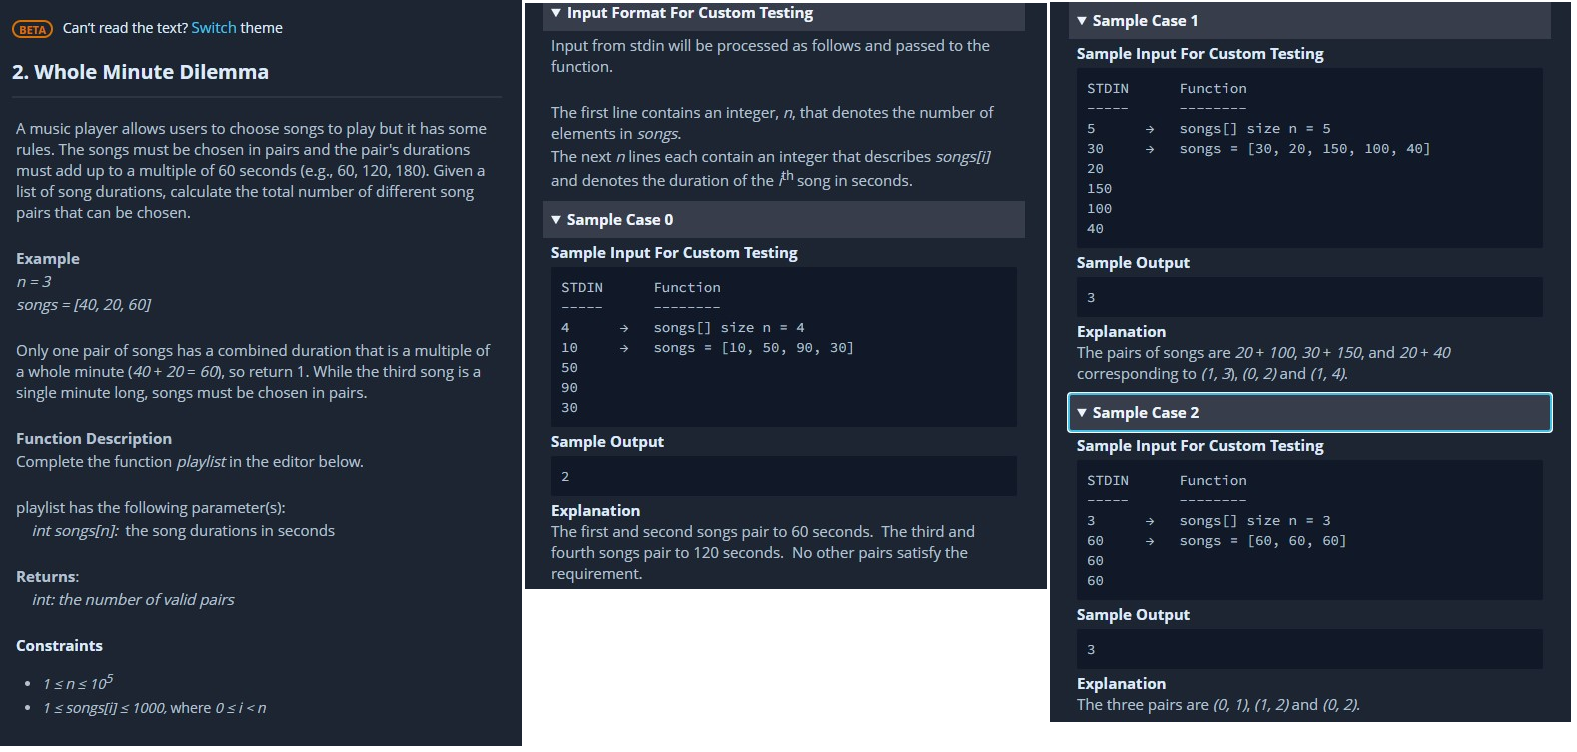 BETA Can't read the text? Switch theme
2. Whole Minute Dilemma
A music player allows users to choose songs to play but it has some
rules. The songs must be chosen in pairs and the pair's durations
must add up to a multiple of 60 seconds (e.g., 60, 120, 180). Given a
list of song durations, calculate the total number of different song
pairs that can be chosen.
Example
n = 3
songs = [40, 20, 60]
Only one pair of songs has a combined duration that is a multiple of
a whole minute (40 + 20 = 60), so return 1. While the third song is a
single minute long, songs must be chosen in pairs.
Function Description
Complete the function playlist in the editor below.
playlist has the following parameter(s):
int songs[n]: the song durations in seconds
Returns:
int: the number of valid pairs
Constraints
• 1 ≤ n ≤ 10^5
• 1 ≤ songs[i] ≤ 1000, where 0 ≤ i < n
▼ Input Format For Custom Testing
Input from stdin will be processed as follows and passed to the
function.
The first line contains an integer, n, that denotes the number of
elements in songs.
The next n lines each contain an integer that describes songs[i]
and denotes the duration of the i^th song in seconds.
▼ Sample Case 0
Sample Input For Custom Testing
STDIN Function
----- --------
4 → songs[] size n = 4
10 → songs = [10, 50, 90, 30]
50
90
30
Sample Output
2
Explanation
The first and second songs pair to 60 seconds. The third and
fourth songs pair to 120 seconds. No other pairs satisfy the
requirement.
▼ Sample Case 1
Sample Input For Custom Testing
STDIN Function
----- --------
5 → songs[] size n = 5
30 → songs = [30, 20, 150, 100, 40]
20
150
100
40
Sample Output
3
Explanation
The pairs of songs are 20 + 100, 30 + 150, and 20 + 40
corresponding to (1, 3), (0, 2) and (1, 4).
▼ Sample Case 2
Sample Input For Custom Testing
STDIN Function
----- --------
3 → songs[] size n = 3
60 → songs = [60, 60, 60]
60
60
Sample Output
3
Explanation
The three pairs are (0, 1), (1, 2) and (0, 2).